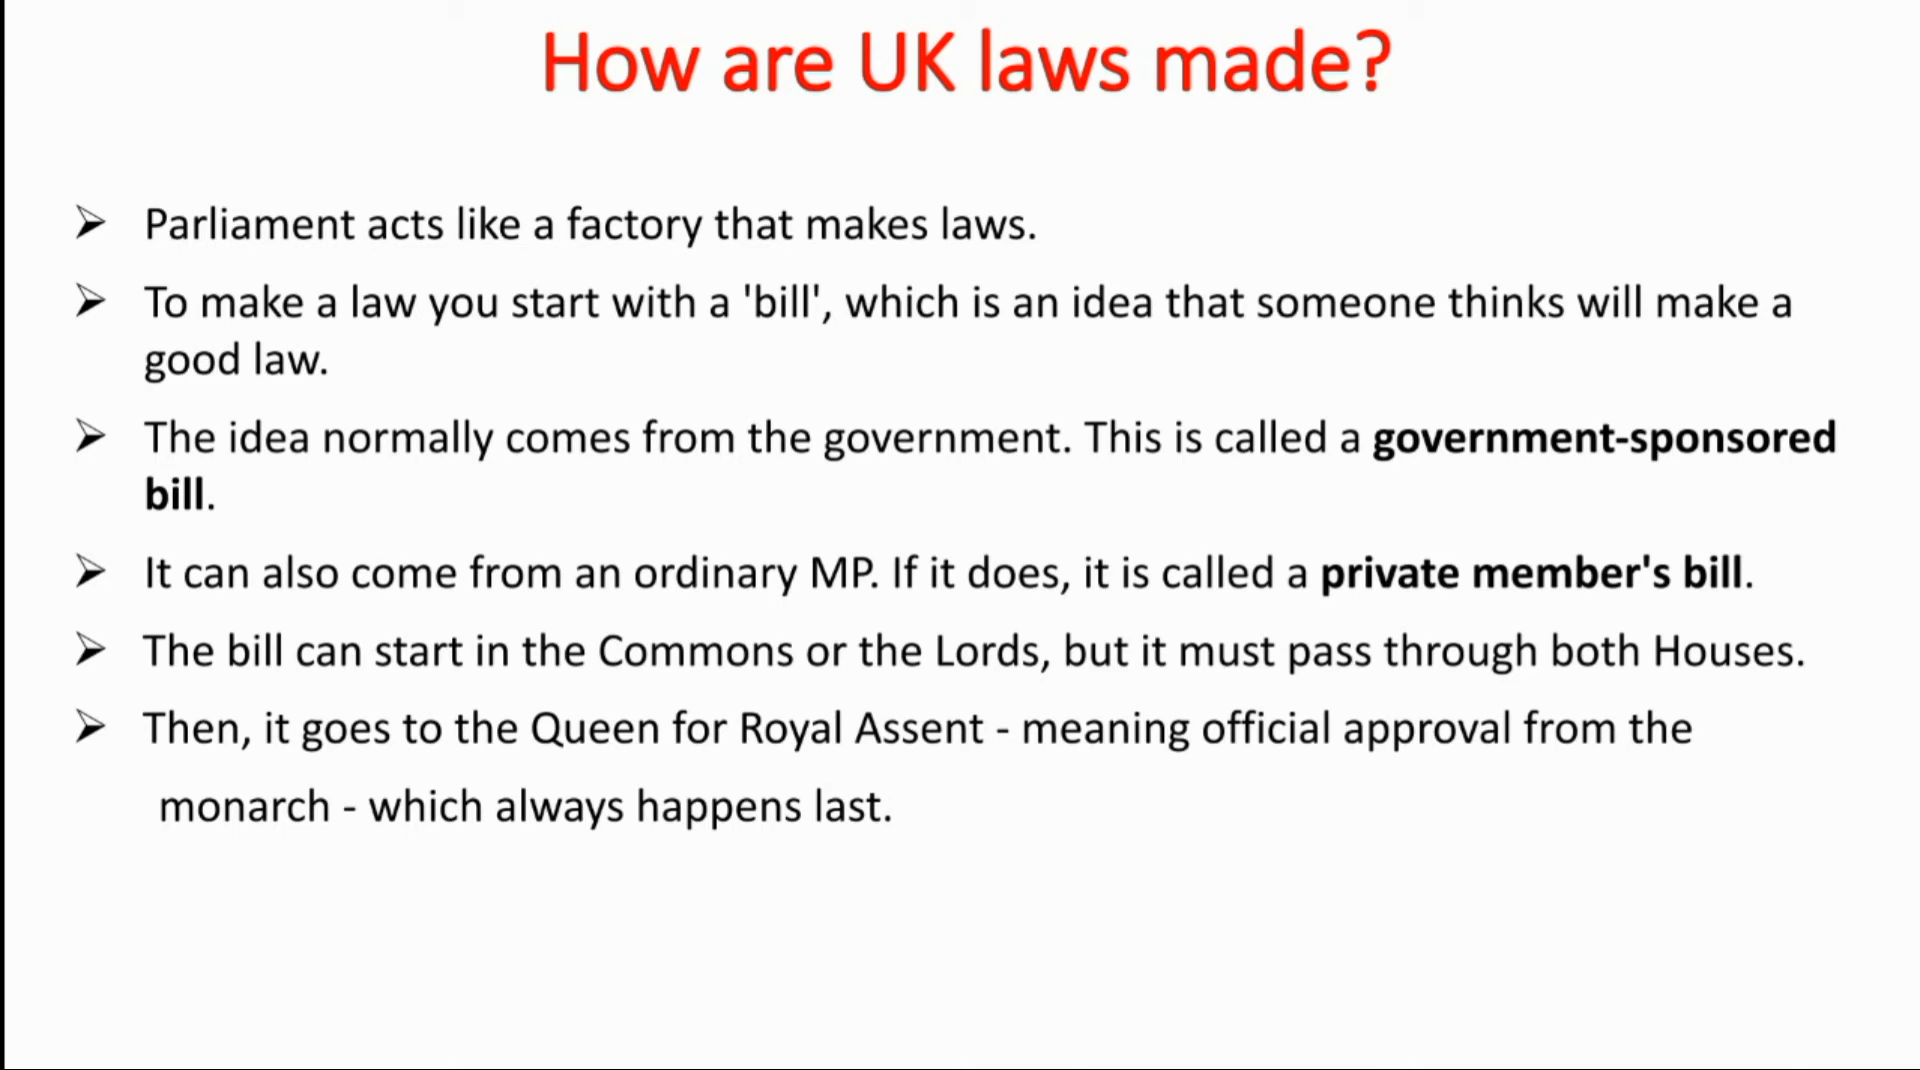 How are UK laws made?
➢ Parliament acts like a factory that makes laws.
➢ To make a law you start with a 'bill', which is an idea that someone thinks will make a
good law.
➢ The idea normally comes from the government. This is called a government-sponsored
bill.
➢ It can also come from an ordinary MP. If it does, it is called a private member's bill.
➢ The bill can start in the Commons or the Lords, but it must pass through both Houses.
➢ Then, it goes to the Queen for Royal Assent - meaning official approval from the
monarch - which always happens last.